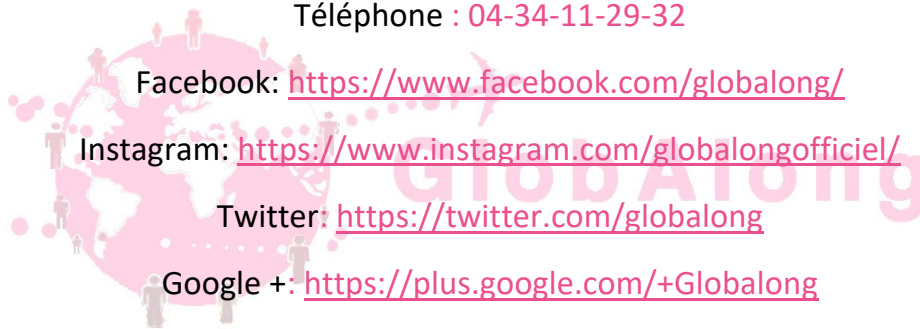 Téléphone : 04-34-11-29-32
Facebook: https://www.facebook.com/globalong/
Instagram: https://www.instagram.com/globalongofficiel/
GlobAlong
Twitter: https://twitter.com/globalong
Google +: https://plus.google.com/+Globalong